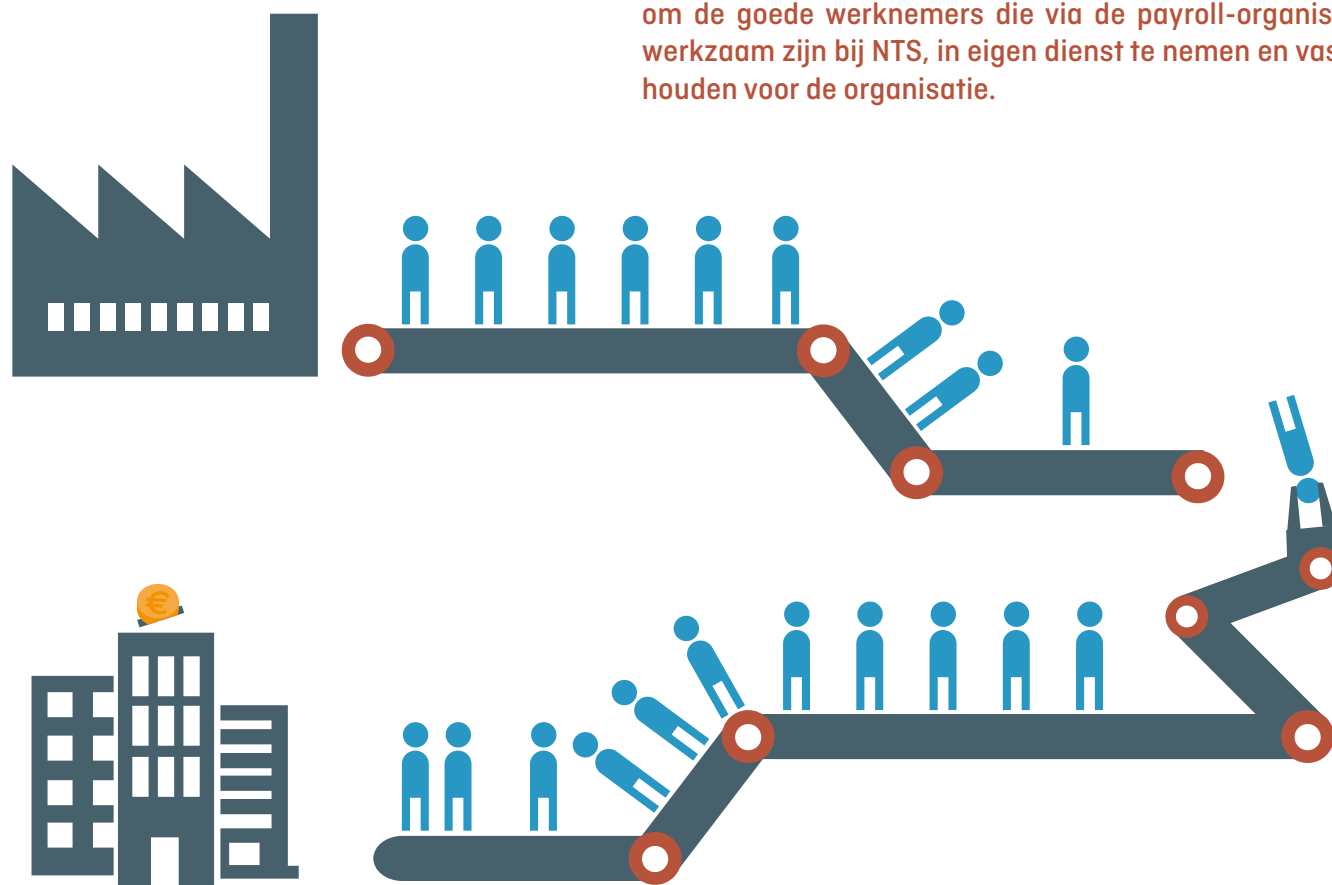 om de goede werknemers die via de payroll-organis
werkzaam zijn bij NTS, in eigen dienst te nemen en vas
houden voor de organisatie.
€